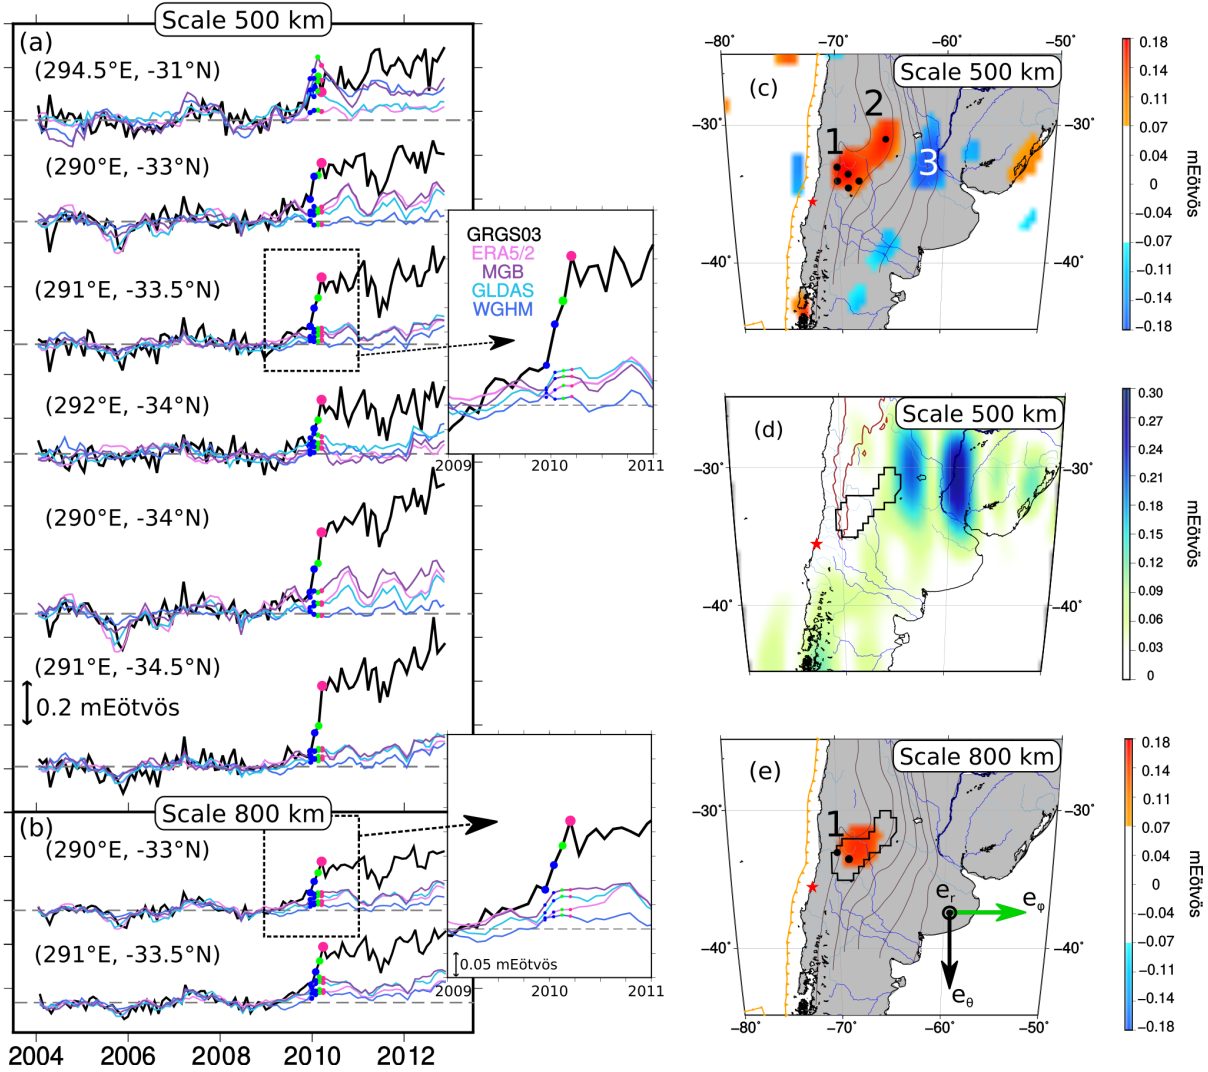 Scale 500 km
(a)
(294.5°E, -31°N)
(290°E, -33°N)
(291°E, -33.5°N)
(292°E, -34°N)
(290°E, -34°N)
(291°E, -34.5°N)
0.2 mEötvös
GRGS03
ERA5/2
MGB
GLDAS
WGHM
2009 2010 2011
Scale 800 km
(b)
(290°E, -33°N)
(291°E, -33.5°N)
0.05 mEötvös
2009 2010 2011
2004 2006 2008 2010 2012
−80° −70° −60° −50°
(c)
Scale 500 km
1
2
3
−30°
−40°
−30°
−40°
0.18
0.14
0.11
0.07
0.04
0
−0.04
−0.07
−0.11
−0.14
−0.18
mEötvös
(d)
Scale 500 km
−30°
−40°
−30°
−40°
0.30
0.27
0.24
0.21
0.18
0.15
0.12
0.09
0.06
0.03
0
mEötvös
(e)
Scale 800 km
1
e_r
e_φ
e_θ
−30°
−40°
−30°
−40°
−80° −70° −60° −50°
0.18
0.14
0.11
0.07
0.04
0
−0.04
−0.07
−0.11
−0.14
−0.18
mEötvös